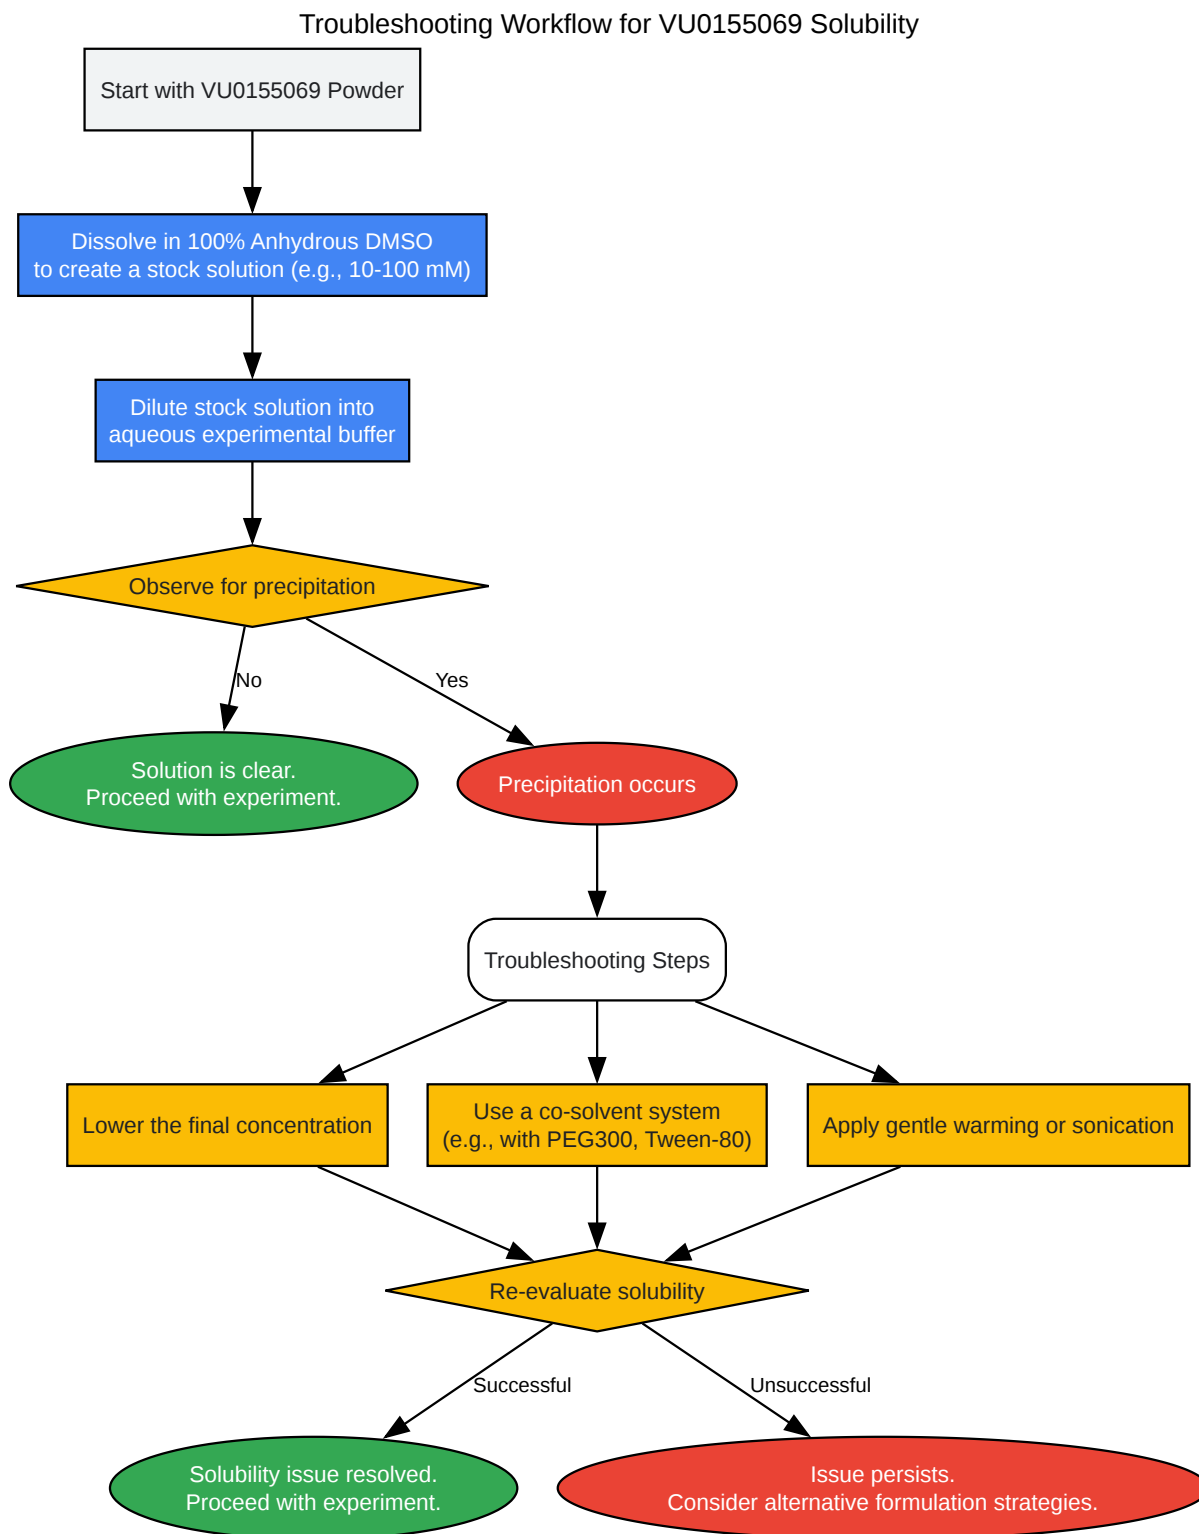 Troubleshooting Workflow for VU0155069 Solubility
Start with VU0155069 Powder
Dissolve in 100% Anhydrous DMSO
to create a stock solution (e.g., 10-100 mM)
Dilute stock solution into
aqueous experimental buffer
Observe for precipitation
No
Yes
Solution is clear.
Proceed with experiment.
Precipitation occurs
Troubleshooting Steps
Lower the final concentration
Use a co-solvent system
(e.g., with PEG300, Tween-80)
Apply gentle warming or sonication
Re-evaluate solubility
Successful
Unsuccessful
Solubility issue resolved.
Proceed with experiment.
Issue persists.
Consider alternative formulation strategies.